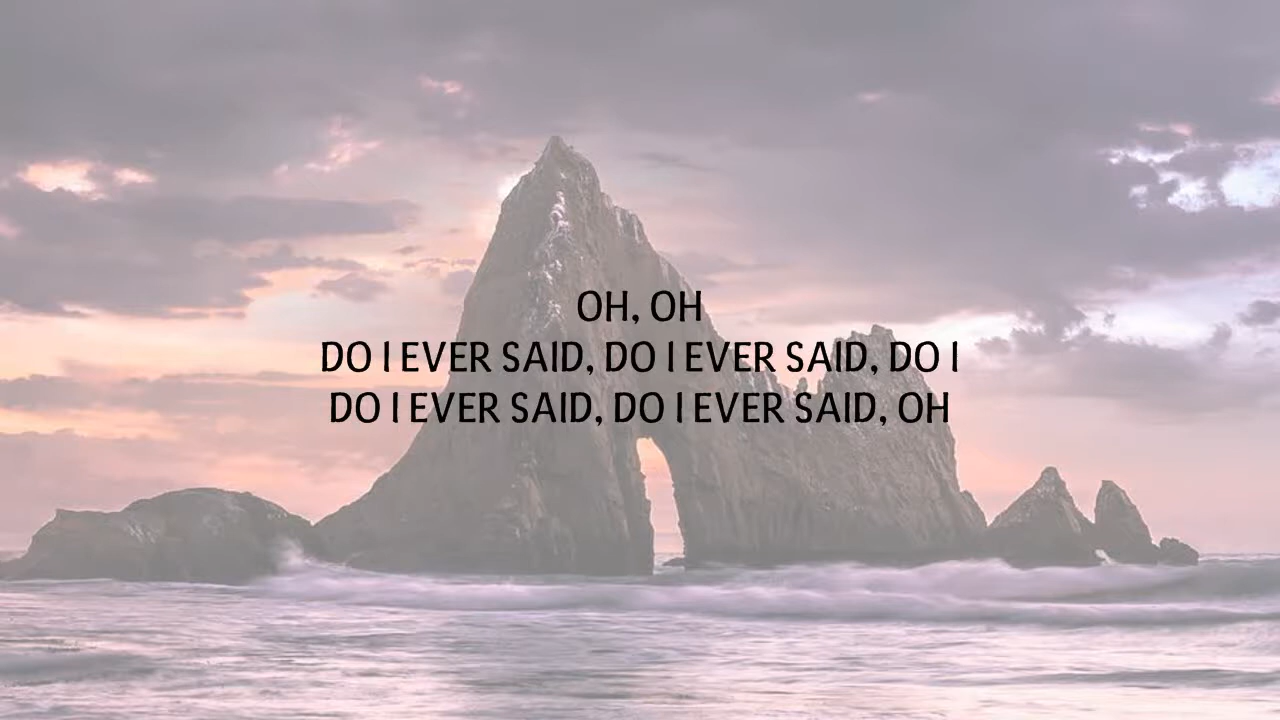 OH, OH
DO I EVER SAID, DO I EVER SAID, DO I
DO I EVER SAID, DO I EVER SAID, OH